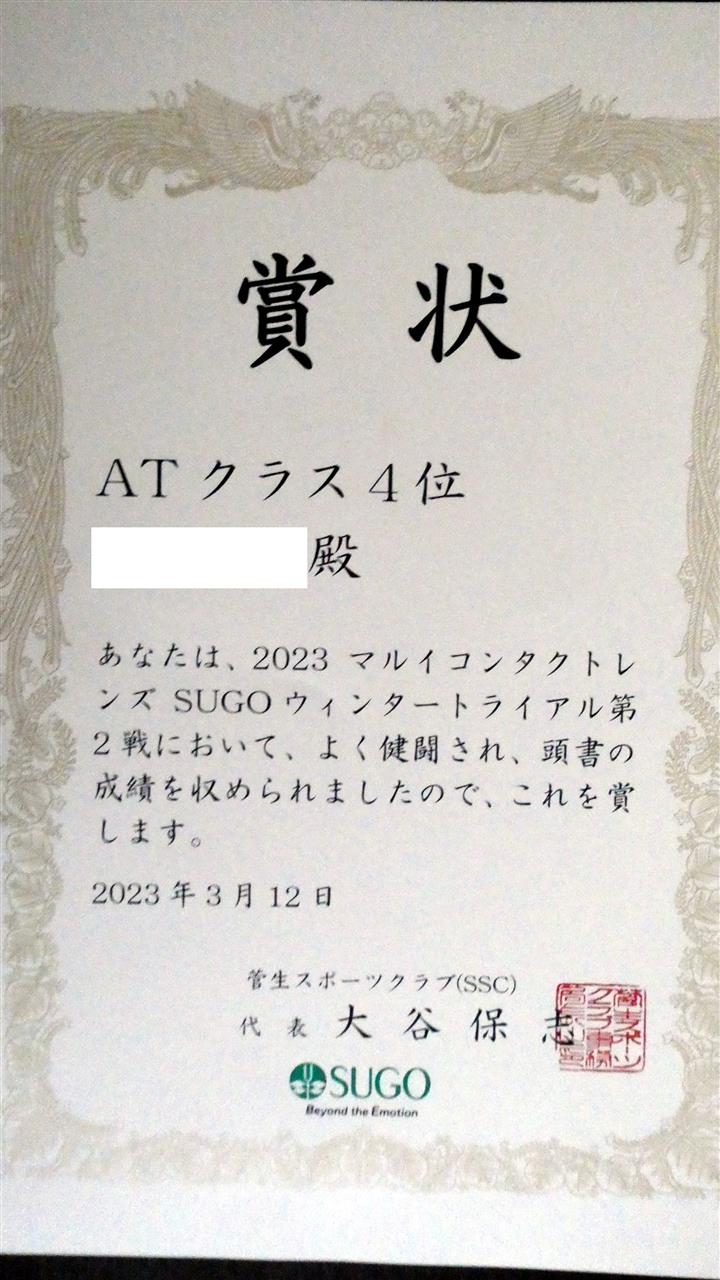 賞状
ATクラス4位
殿
あなたは、2023 マルイコンタクトレ
ンズ SUGO ウィンタートライアル第
2戦において、よく健闘され、頭書の
成績を収められましたので、これを賞
します。
2023年3月12日
菅生スポーツクラブ(SSC)
代表 大谷保志
SUGO
Beyond the Emotion